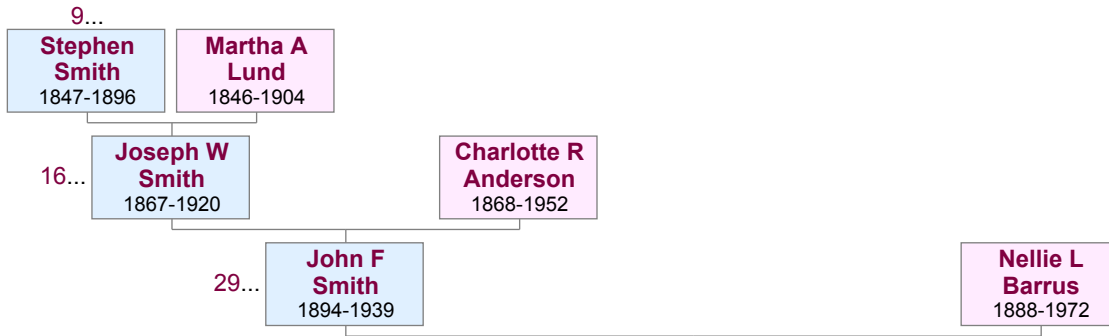 9...
Stephen
Smith
1847-1896
Martha A
Lund
1846-1904
16...
Joseph W
Smith
1867-1920
Charlotte R
Anderson
1868-1952
29...
John F
Smith
1894-1939
Nellie L
Barrus
1888-1972